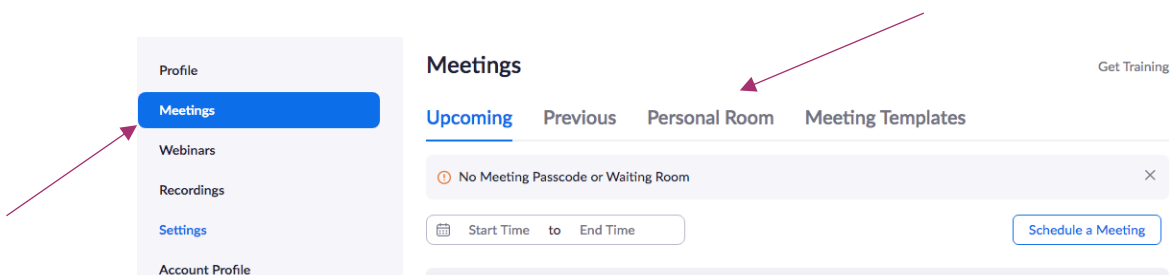 Profile
Meetings
Webinars
Recordings
Settings
Account Profile
Meetings
Get Training
Upcoming Previous Personal Room Meeting Templates
No Meeting Passcode or Waiting Room
Start Time to End Time
Schedule a Meeting